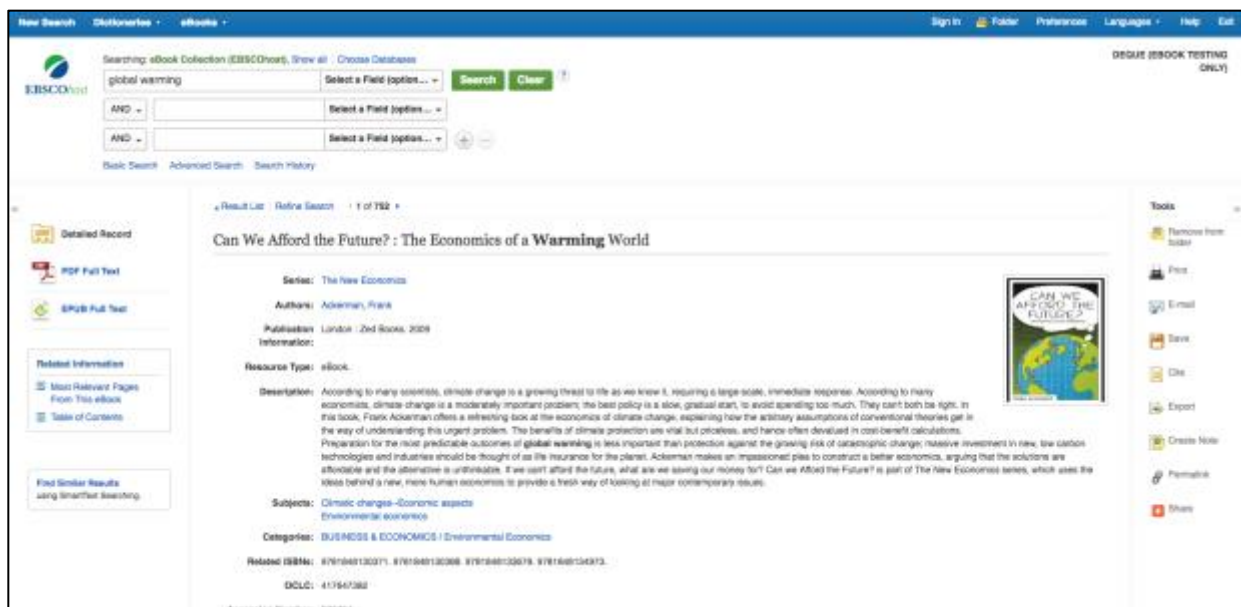 New Search Dictionaries eBooks Sign In Folder Preferences Languages Help Exit
Searching: eBook Collection (EBSCOhost), Show all Choose Databases
DEQUE (EBOOK TESTING
ONLY)
EBSCOhost
global warming Select a Field (option... Search Clear ?
AND Select a Field (option...
AND Select a Field (option... + −
Basic Search Advanced Search Search History
Result List Refine Search 1 of 752
Tools
Detailed Record
PDF Full Text
EPUB Full Text
Related Information
Most Relevant Pages
From This eBook
Table of Contents
Find Similar Results
using SmartText Searching.
Can We Afford the Future? : The Economics of a Warming World
Series: The New Economics
Authors: Ackerman, Frank
Publication London : Zed Books. 2009
Information:
Resource Type: eBook.
Description: According to many scientists, climate change is a growing threat to life as we know it, requiring a large-scale, immediate response. According to many
economists, climate change is a moderately important problem; the best policy is a slow, gradual start, to avoid spending too much. They can't both be right. In
this book, Frank Ackerman offers a refreshing look at the economics of climate change, explaining how the arbitrary assumptions of conventional theories get in
the way of understanding this urgent problem. The benefits of climate protection are vital but priceless, and hence often devalued in cost-benefit calculations.
Preparation for the most predictable outcomes of global warming is less important than protection against the growing risk of catastrophic change; massive investment in new, low carbon
technologies and industries should be thought of as life insurance for the planet. Ackerman makes an impassioned plea to construct a better economics, arguing that the solutions are
affordable and the alternative is unthinkable. If we can't afford the future, what are we saving our money for? Can we Afford the Future? is part of The New Economics series, which uses the
ideas behind a new, more human economics to provide a fresh way of looking at major contemporary issues.
Subjects: Climatic changes--Economic aspects
Environmental economics
Categories: BUSINESS & ECONOMICS / Environmental Economics
Related ISBNs:
OCLC: 417647382
CAN WE
AFFORD THE
FUTURE?
Remove from
folder
Print
E-mail
Save
Cite
Export
Create Note
Permalink
Share